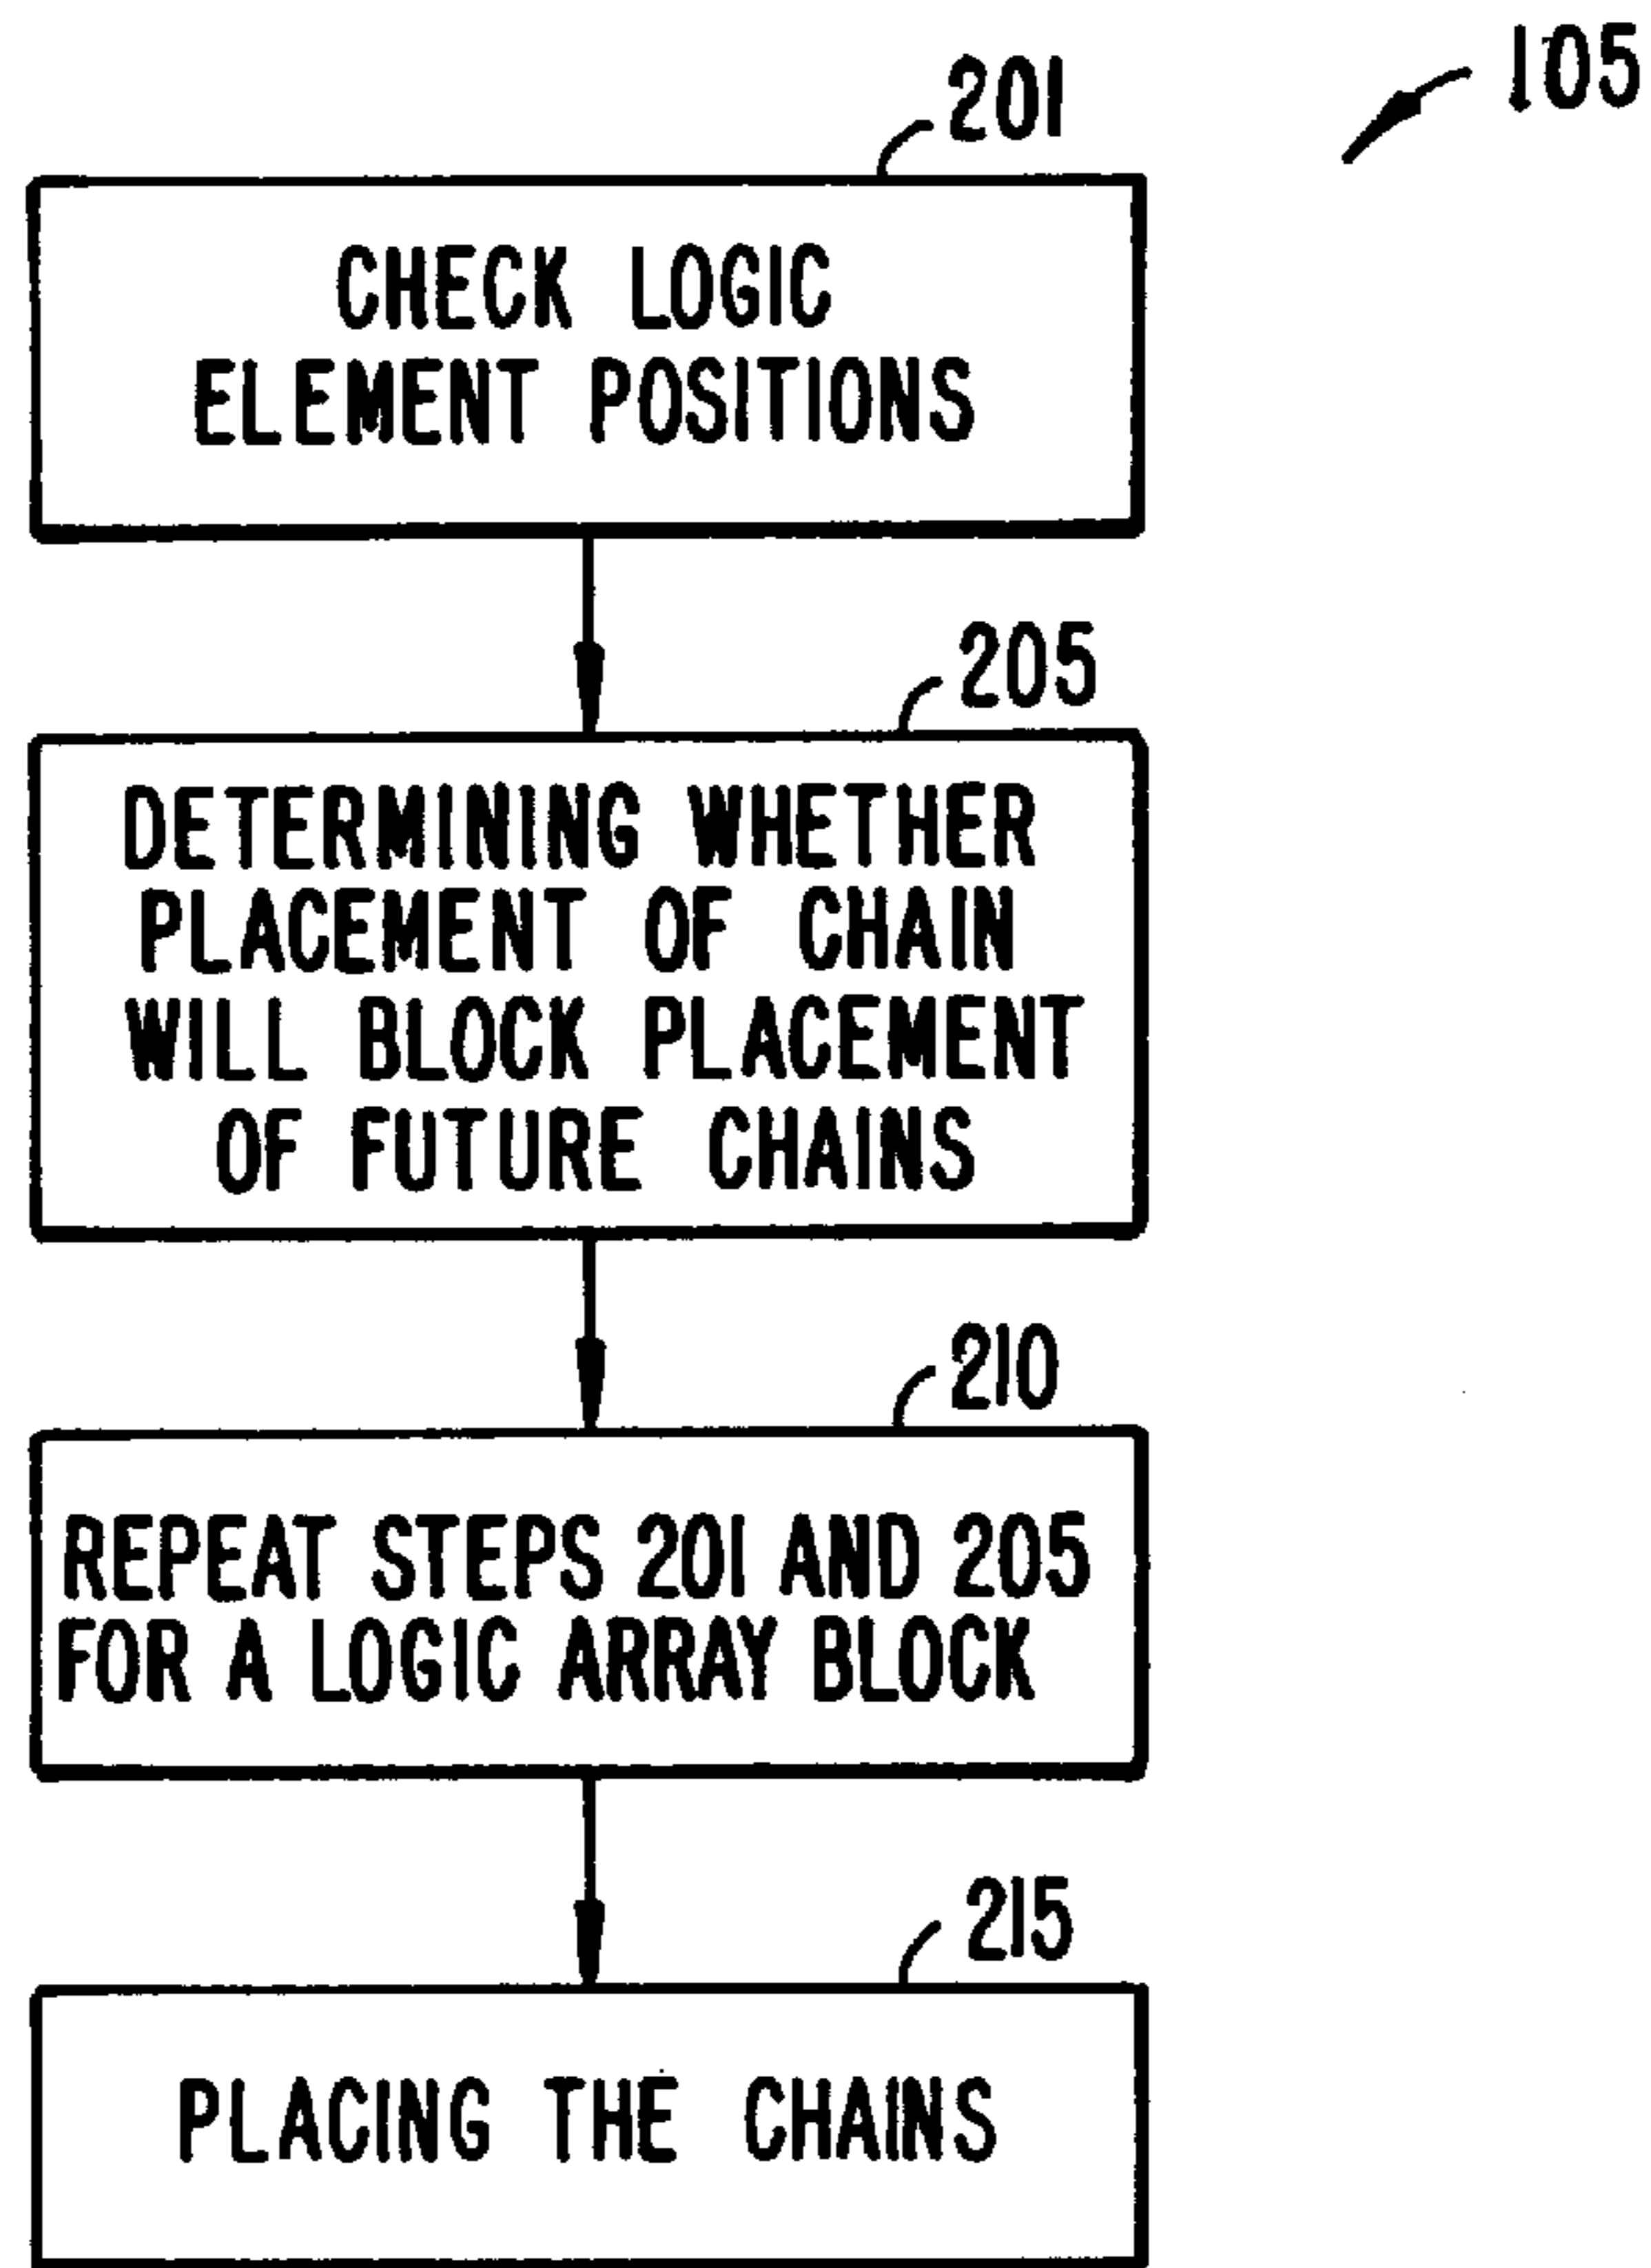 105
201
CHECK LOGIC
ELEMENT POSITIONS
205
DETERMINING WHETHER
PLACEMENT OF CHAIN
WILL BLOCK PLACEMENT
OF FUTURE CHAINS
210
REPEAT STEPS 201 AND 205
FOR A LOGIC ARRAY BLOCK
215
PLACING THE CHAINS